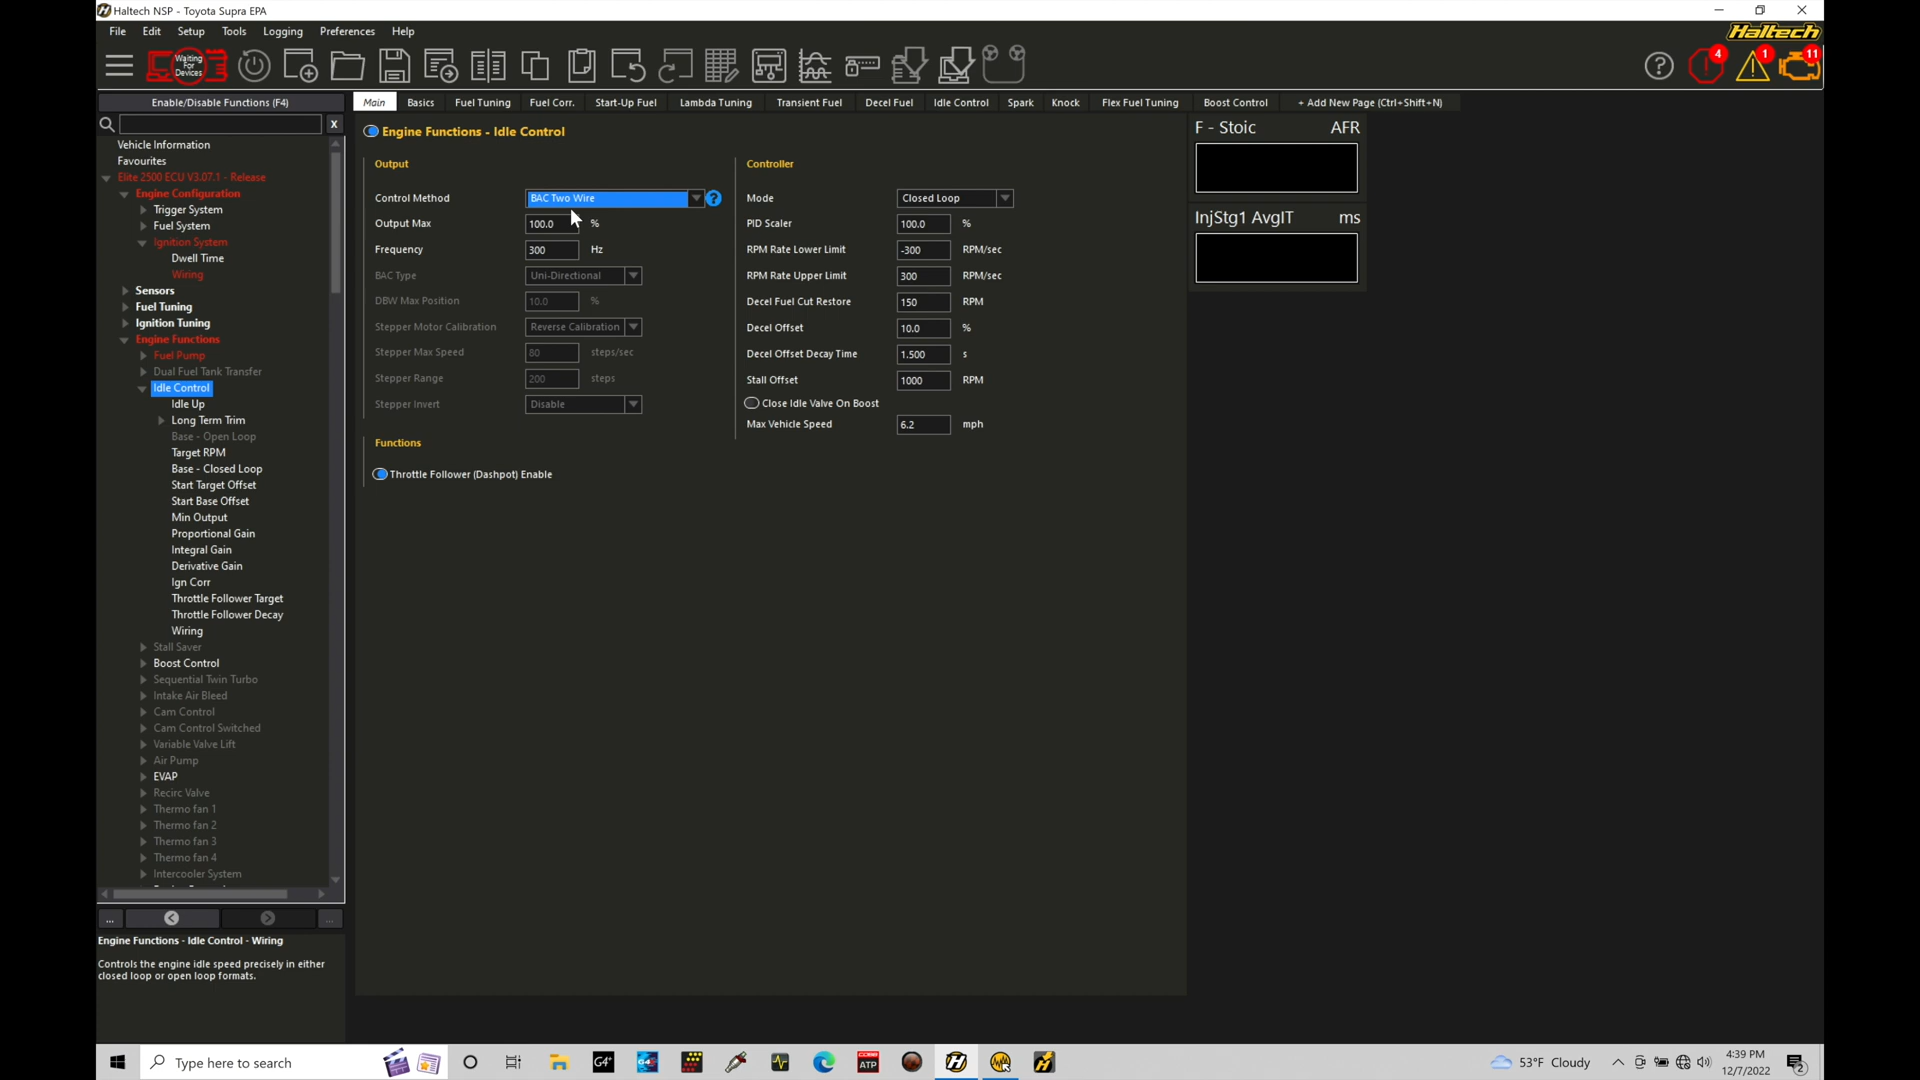 Haltech NSP - Toyota Supra EPA
File Edit Setup Tools Logging Preferences Help
Haltech
Waiting For Devices
4 1 11
Enable/Disable Functions (F4)
Main Basics Fuel Tuning Fuel Corr. Start-Up Fuel Lambda Tuning Transient Fuel Decel Fuel Idle Control Spark Knock Flex Fuel Tuning Boost Control + Add New Page (Ctrl+Shift+N)
X
Vehicle Information
Favourites
Elite 2500 ECU V3.07.1 - Release
Engine Configuration
Trigger System
Fuel System
Ignition System
Dwell Time
Wiring
Sensors
Fuel Tuning
Ignition Tuning
Engine Functions
Fuel Pump
Dual Fuel Tank Transfer
Idle Control
Idle Up
Long Term Trim
Base - Open Loop
Target RPM
Base - Closed Loop
Start Target Offset
Start Base Offset
Min Output
Proportional Gain
Integral Gain
Derivative Gain
Ign Corr
Throttle Follower Target
Throttle Follower Decay
Wiring
Stall Saver
Boost Control
Sequential Twin Turbo
Intake Air Bleed
Cam Control
Cam Control Switched
Variable Valve Lift
Air Pump
EVAP
Recirc Valve
Thermo fan 1
Thermo fan 2
Thermo fan 3
Thermo fan 4
Intercooler System
... ...
Engine Functions - Idle Control - Wiring
Controls the engine idle speed precisely in either
closed loop or open loop formats.
Engine Functions - Idle Control
Output
Control Method BAC Two Wire ?
Output Max 100.0 %
Frequency 300 Hz
BAC Type Uni-Directional
DBW Max Position 10.0 %
Stepper Motor Calibration Reverse Calibration
Stepper Max Speed 80 steps/sec
Stepper Range 200 steps
Stepper Invert Disable
Functions
Throttle Follower (Dashpot) Enable
Controller
Mode Closed Loop
PID Scaler 100.0 %
RPM Rate Lower Limit -300 RPM/sec
RPM Rate Upper Limit 300 RPM/sec
Decel Fuel Cut Restore 150 RPM
Decel Offset 10.0 %
Decel Offset Decay Time 1.500 s
Stall Offset 1000 RPM
Close Idle Valve On Boost
Max Vehicle Speed 6.2 mph
F - Stoic AFR
InjStg1 AvgIT ms
Type here to search
G4+
ATP
53°F Cloudy
4:39 PM
12/7/2022
2